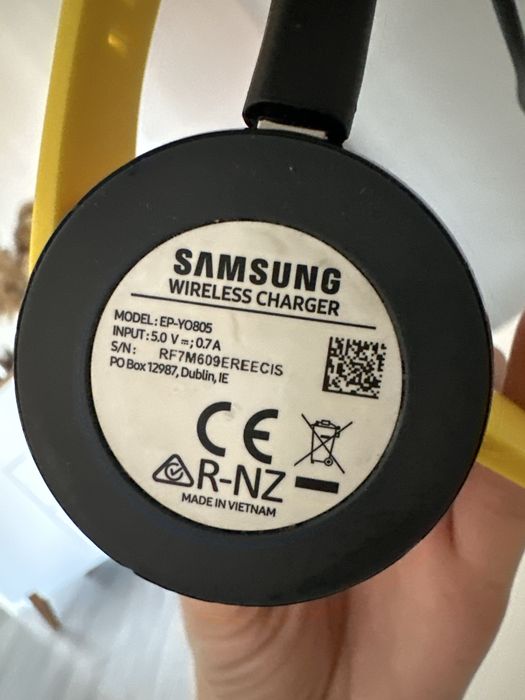 SAMSUNG
WIRELESS CHARGER
MODEL: EP-YO805
INPUT: 5.0 V ⎓; 0.7A
S/N: RF7M609EREECIS
PO Box 12987, Dublin, IE
CE
R-NZ
MADE IN VIETNAM